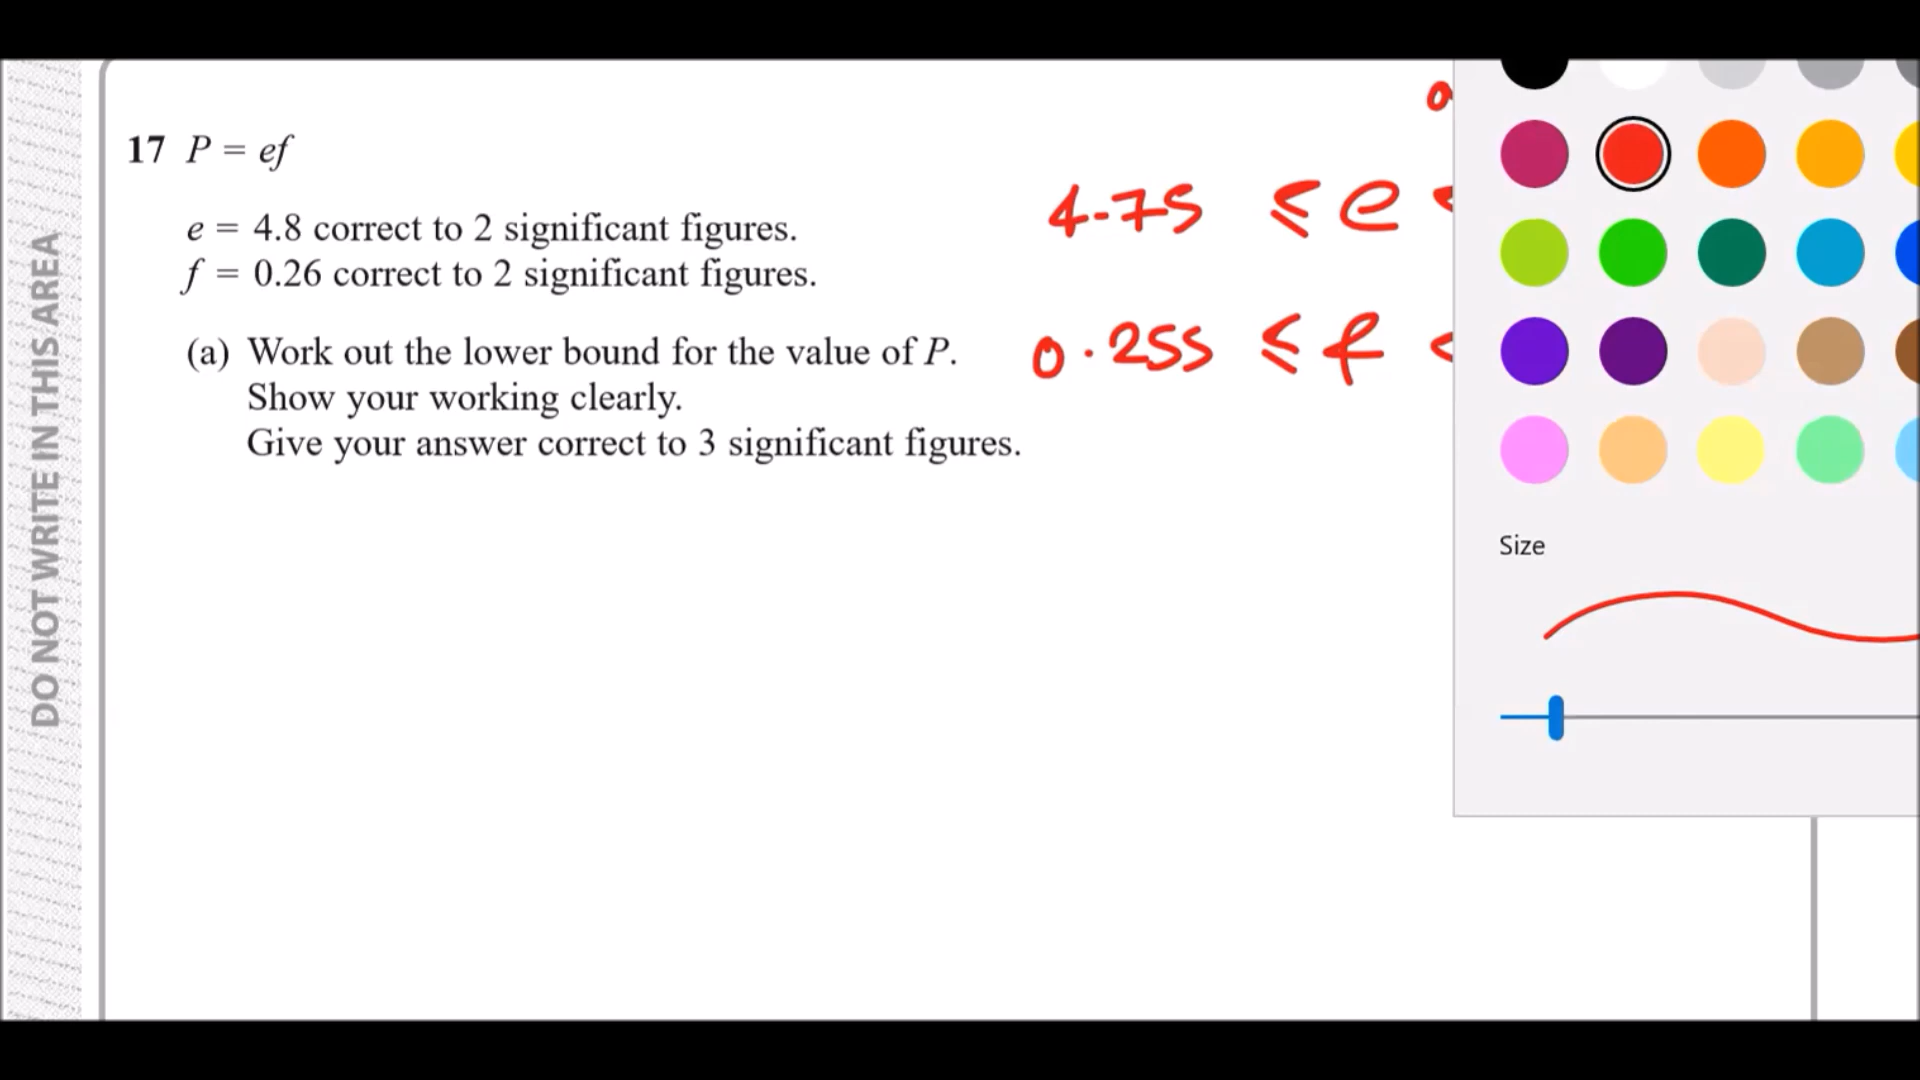 17 P = ef
e = 4.8 correct to 2 significant figures.
f = 0.26 correct to 2 significant figures.
(a) Work out the lower bound for the value of P.
Show your working clearly.
Give your answer correct to 3 significant figures.
0
4.75 ≤ e <
0.255 ≤ f <
Size
DO NOT WRITE IN THIS AREA